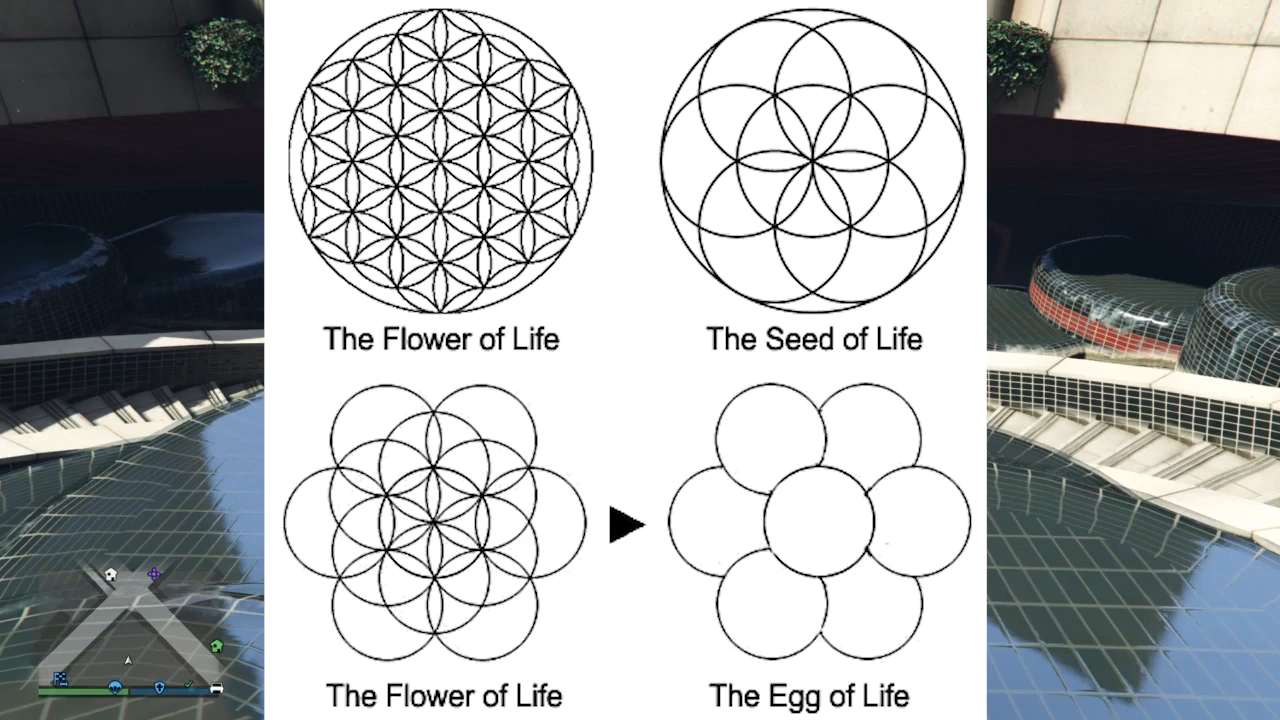 The Flower of Life
The Seed of Life
The Flower of Life
The Egg of Life